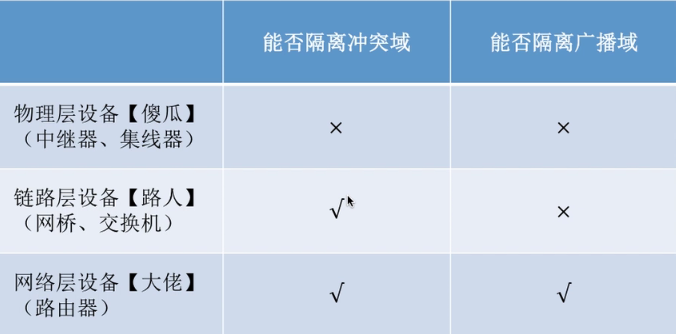 能否隔离冲突域
能否隔离广播域
物理层设备【傻瓜】
（中继器、集线器）
×
×
链路层设备【路人】
（网桥、交换机）
√
×
网络层设备【大佬】
（路由器）
√
√